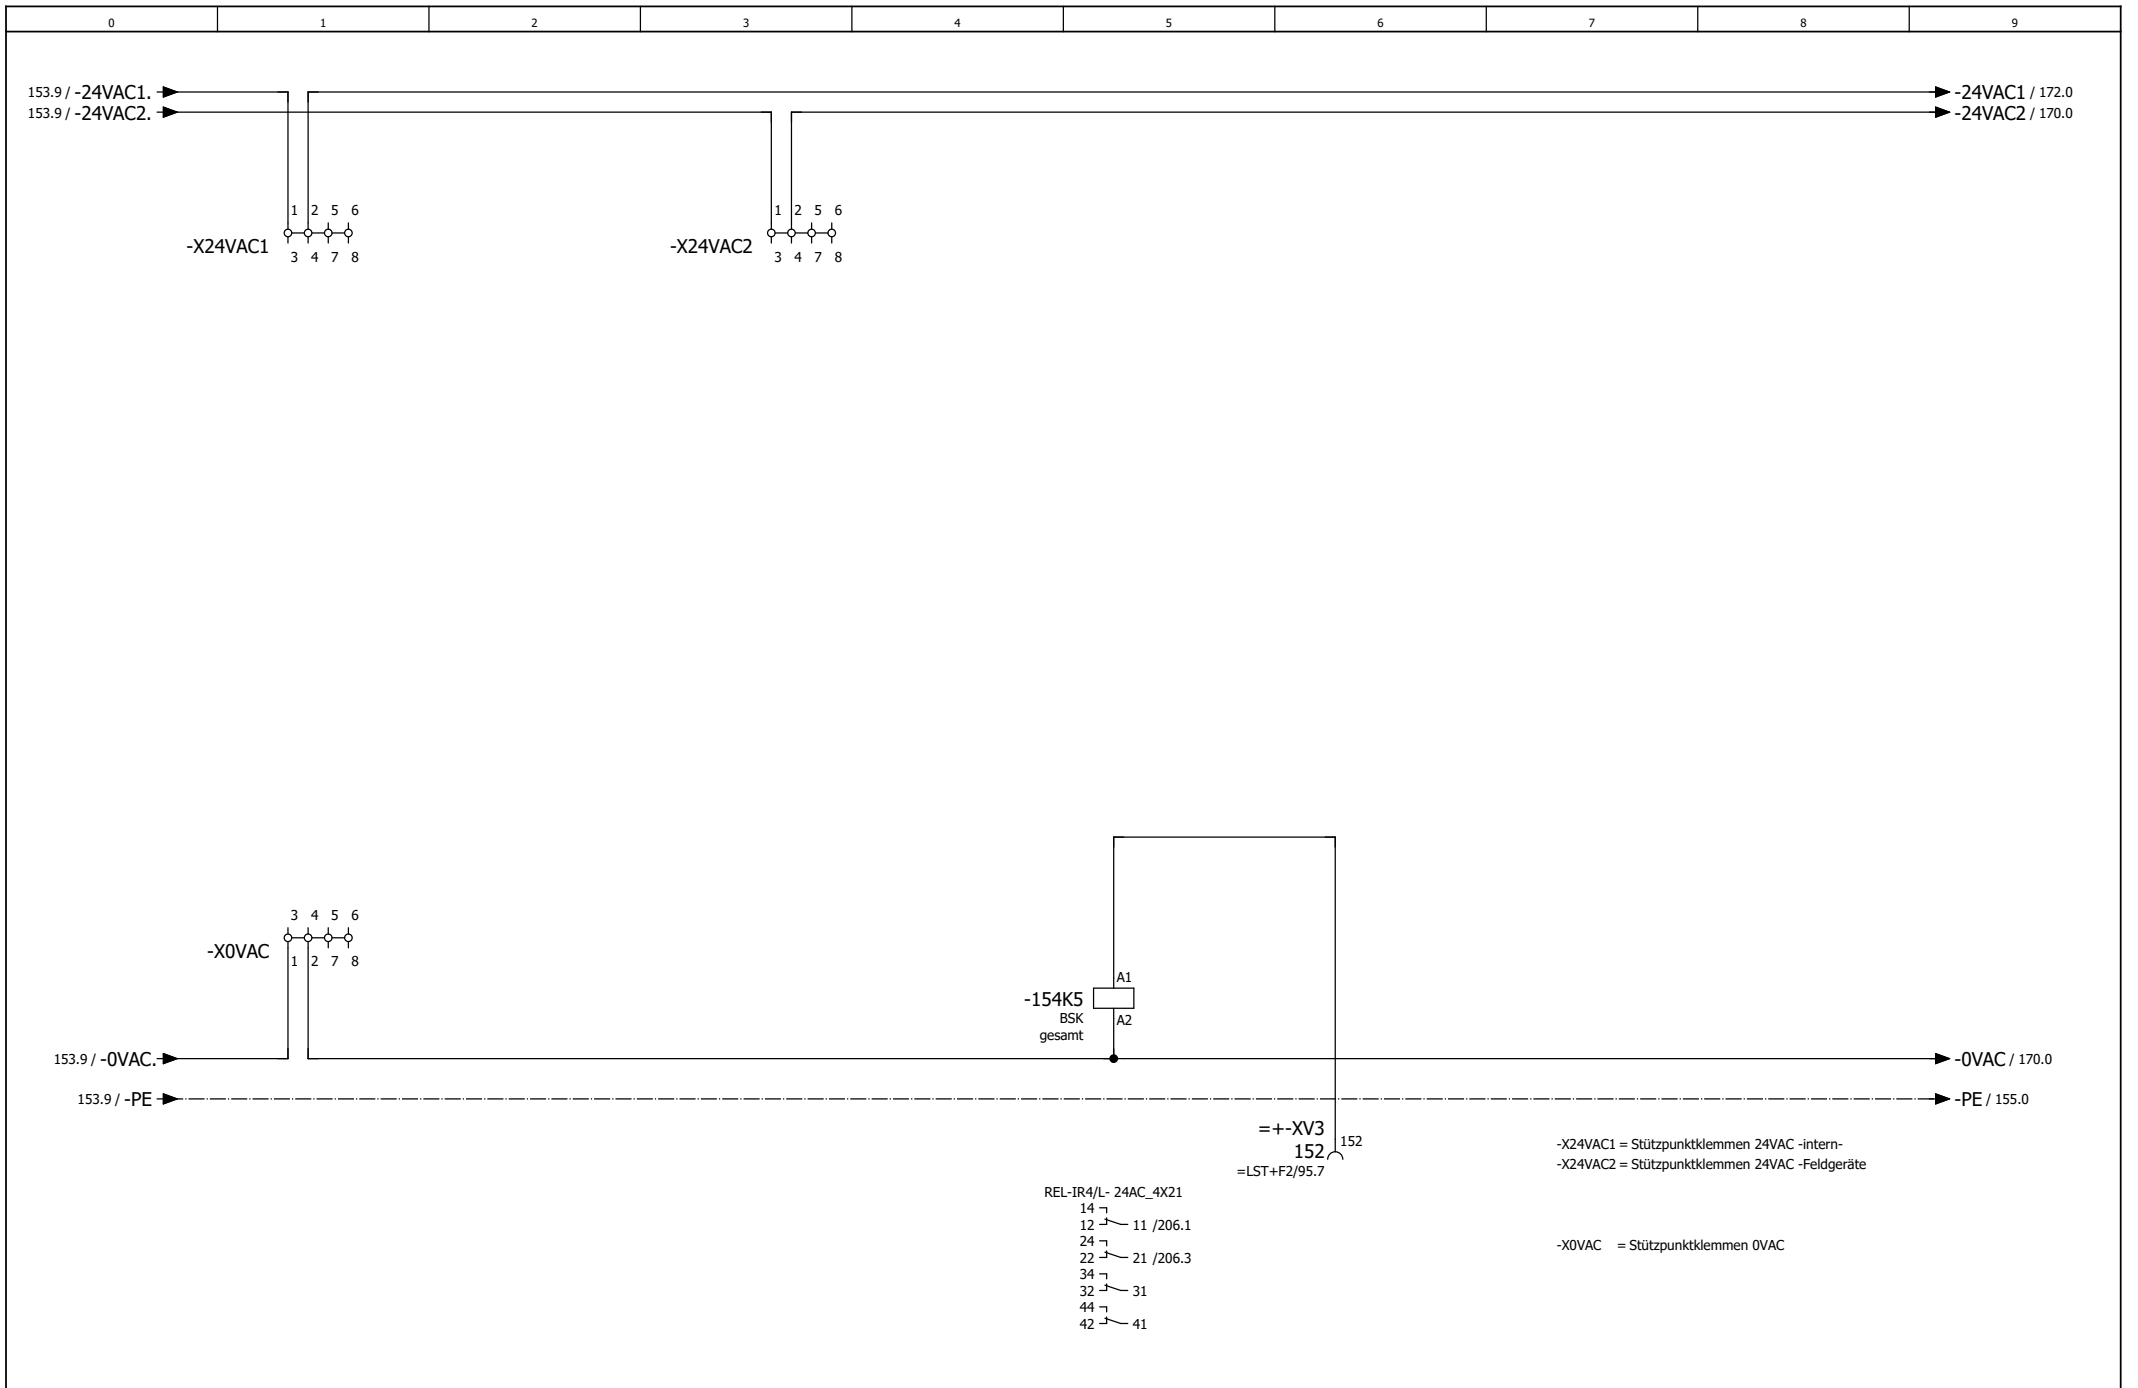 0 1 2 3 4 5 6 7 8 9
153.9 / -24VAC1. -24VAC1 / 172.0
153.9 / -24VAC2. -24VAC2 / 170.0
1 2 5 6 1 2 5 6
-X24VAC1 -X24VAC2
3 4 7 8 3 4 7 8
3 4 5 6
-X0VAC
1 2 7 8
A1
-154K5
BSK A2
gesamt
153.9 / -0VAC. -0VAC / 170.0
153.9 / -PE -PE / 155.0
=+-XV3
152 152
=LST+F2/95.7
-X24VAC1 = Stützpunktklemmen 24VAC -intern-
-X24VAC2 = Stützpunktklemmen 24VAC -Feldgeräte
-X0VAC = Stützpunktklemmen 0VAC
REL-IR4/L- 24AC_4X21
14
12 11 /206.1
24
22 21 /206.3
34
32 31
44
42 41